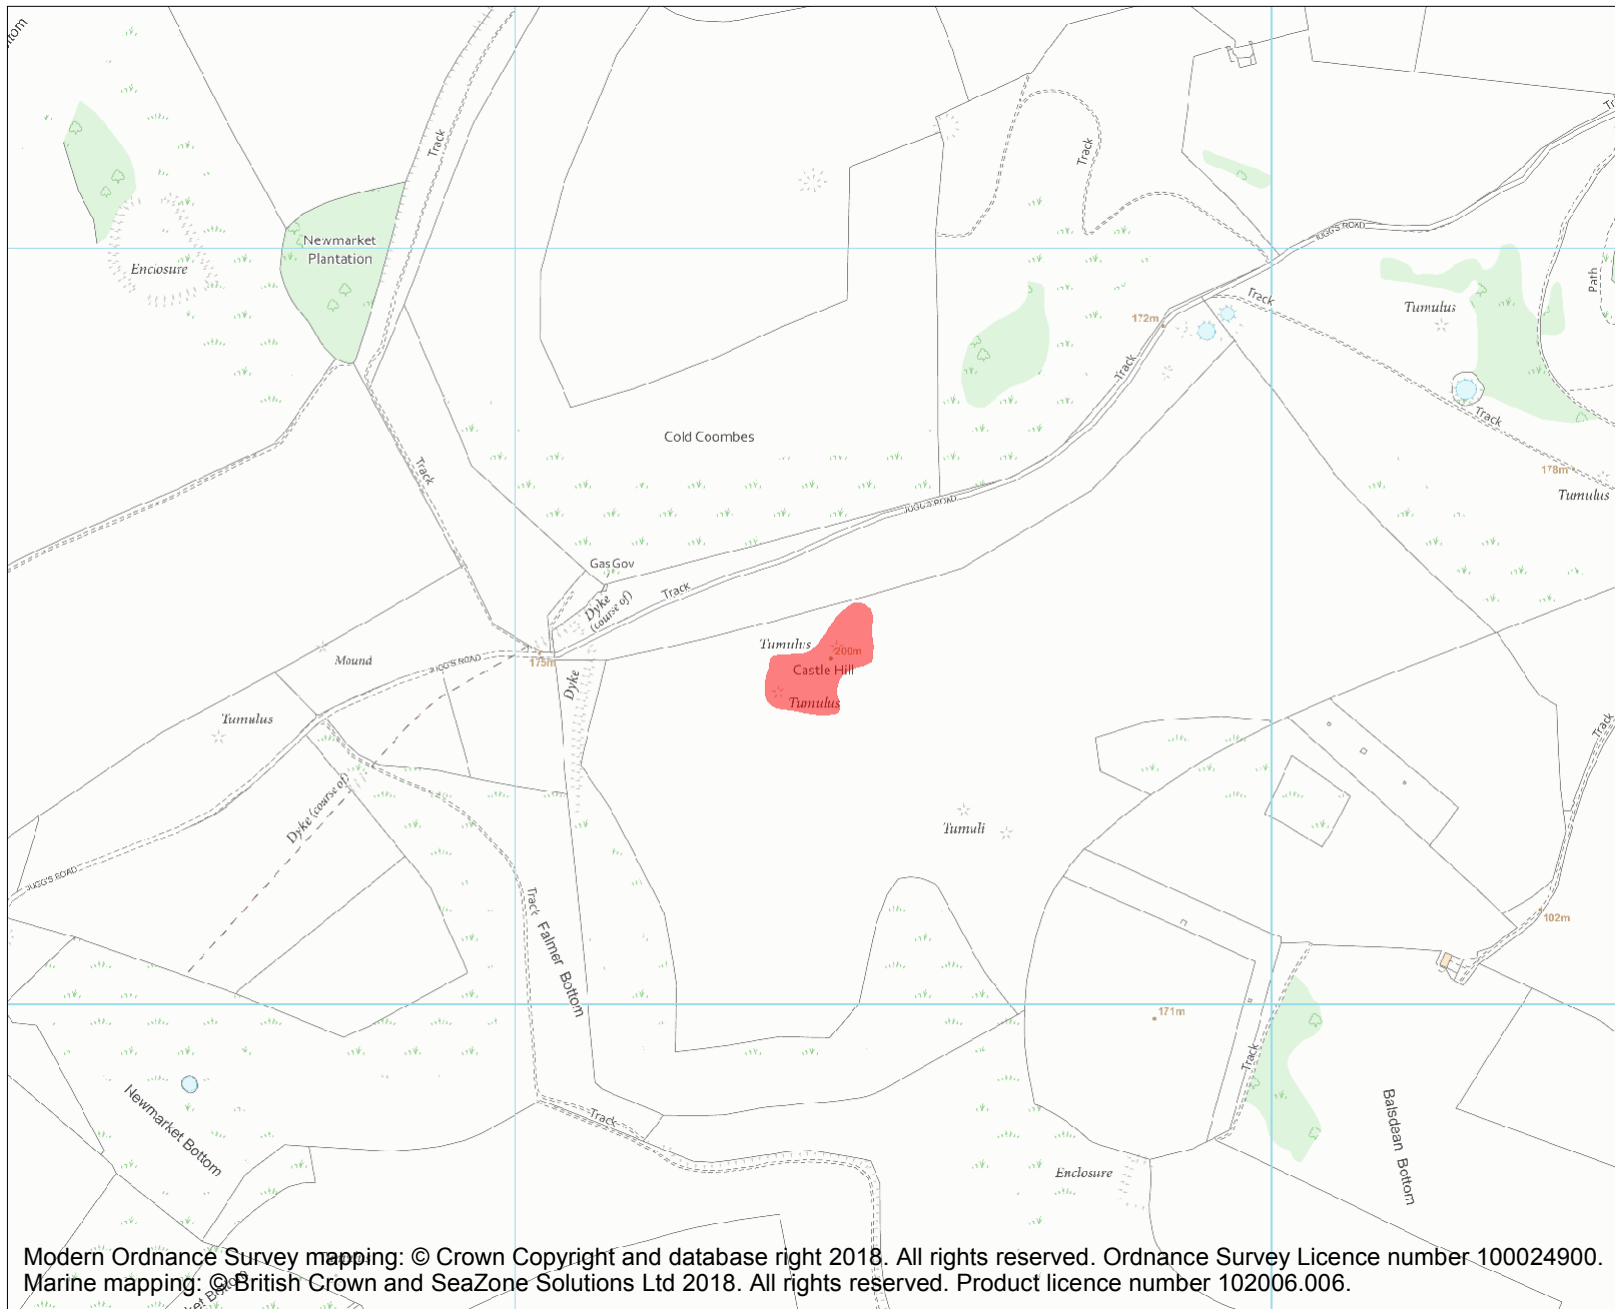 Track
Track
Tr
JUGG'S ROAD
Newmarket
Plantation
Enclosure
Path
Track
Tumulus
172m
Track
Cold Coombes
Track
Track
178m
Tumulus
JUGG'S ROAD
GasGov
Track
Dyke
(course of)
Tumulus
200m
Castle Hill
Tumulus
Mound
JUGG'S ROAD
175m
Dyke
Tumulus
Track
Dyke (course of)
Tumuli
JUGG'S ROAD
Track
Falmer Bottom
102m
171m
Track
Newmarket Bottom
Track
Balsdean Bottom
Enclosure
Modern Ordnance Survey mapping: © Crown Copyright and database right 2018. All rights reserved. Ordnance Survey Licence number 100024900.
Marine mapping: © British Crown and SeaZone Solutions Ltd 2018. All rights reserved. Product licence number 102006.006.